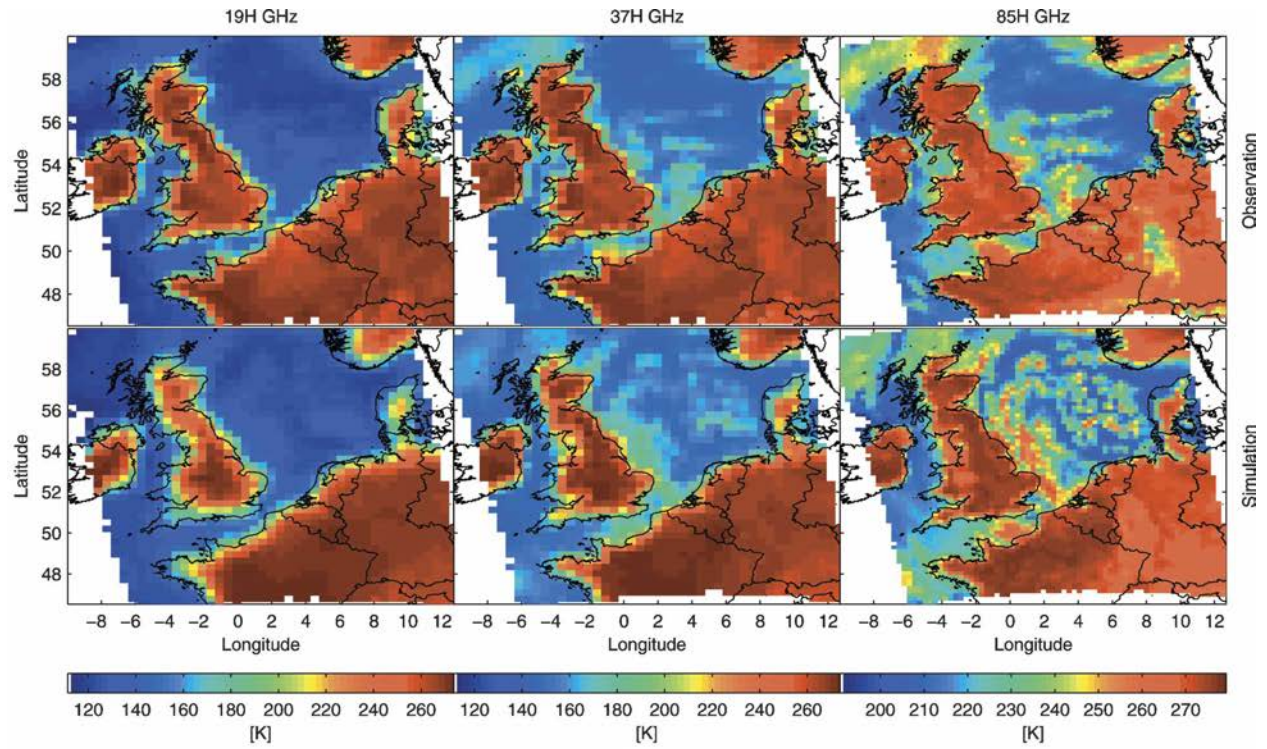 19H GHz 37H GHz 85H GHz
58
56
54
52
50
48
Latitude
Observation
58
56
54
52
50
48
Latitude
Simulation
−8 −6 −4 −2 0 2 4 6 8 10 12 −8 −6 −4 −2 0 2 4 6 8 10 12 −8 −6 −4 −2 0 2 4 6 8 10 12
Longitude Longitude Longitude
120 140 160 180 200 220 240 260 120 140 160 180 200 220 240 260 200 210 220 230 240 250 260 270
[K] [K] [K]